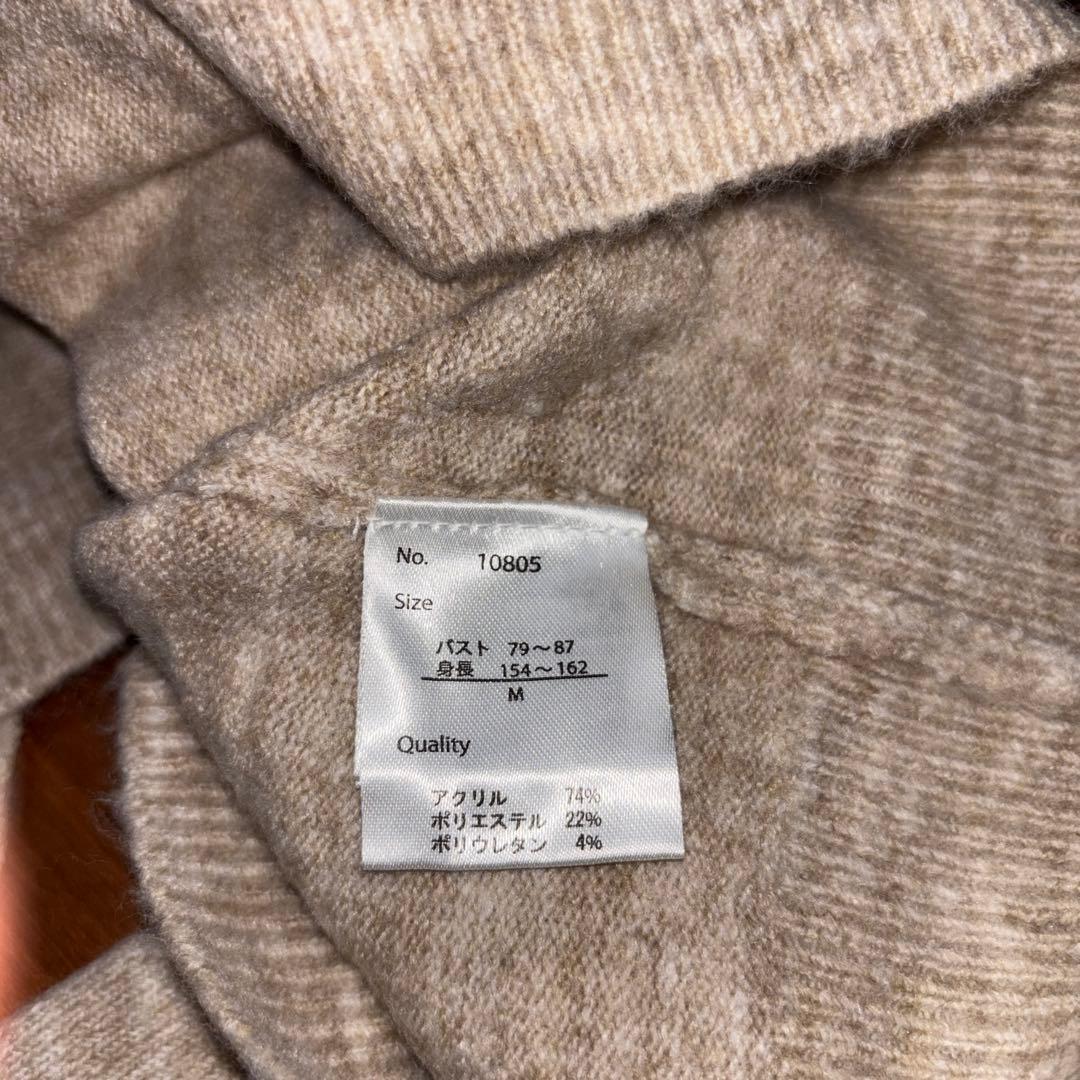 No. 10805
Size
バスト 79～87
身長 154～162
M
Quality
アクリル 74%
ポリエステル 22%
ポリウレタン 4%